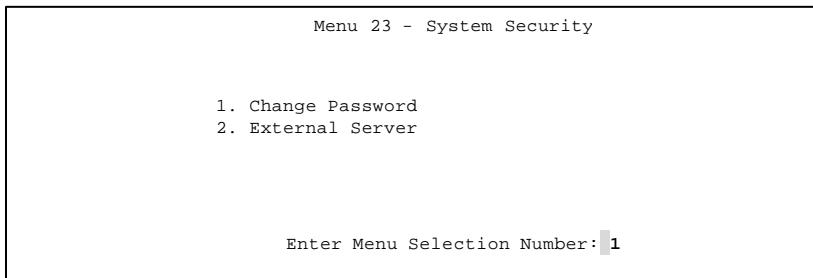 Menu 23 - System Security
1. Change Password
2. External Server
Enter Menu Selection Number: 1